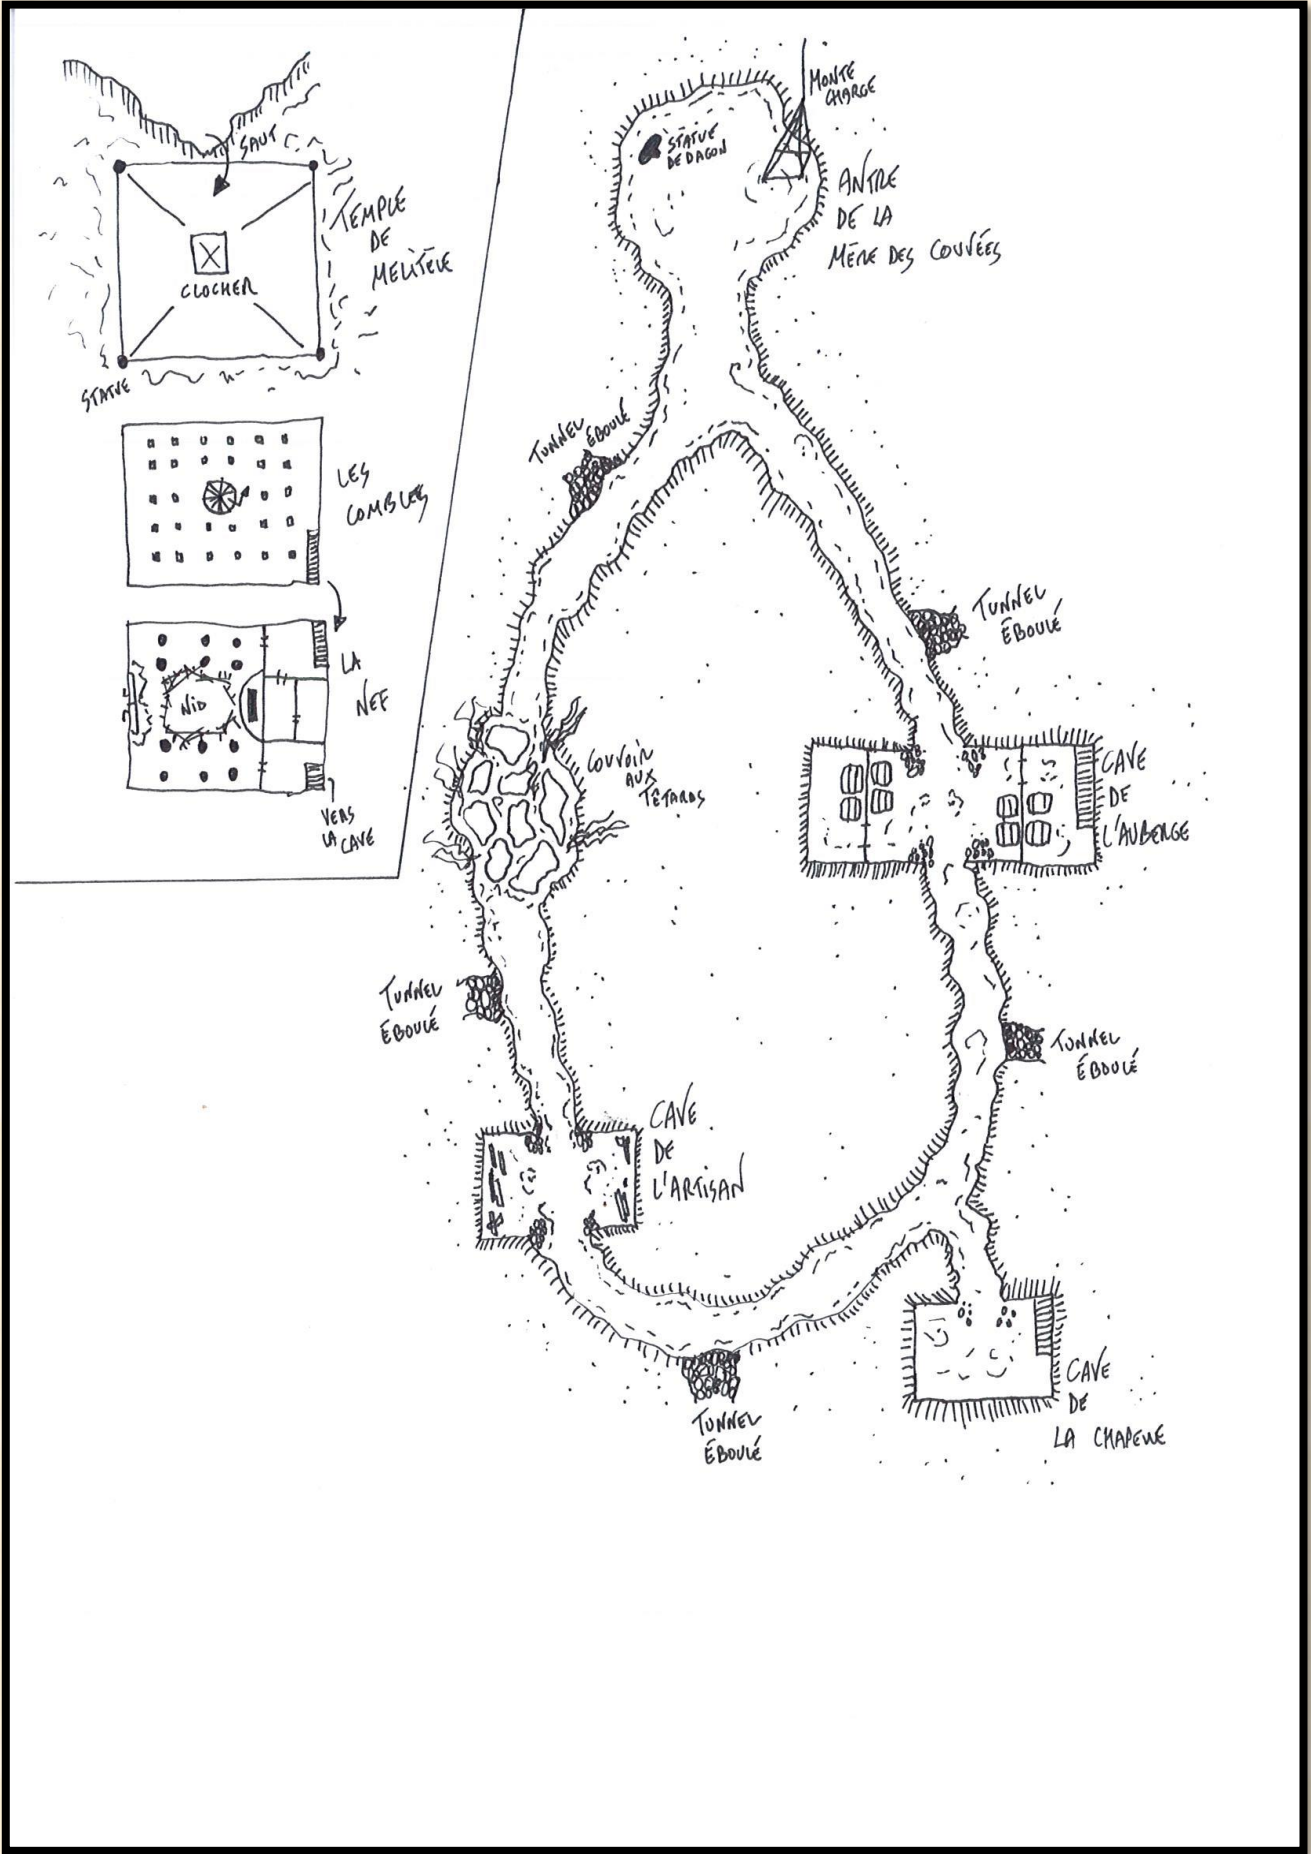 SAUT
TEMPLE
DE
MELITELE
CLOCHER
STATUE
LES
COMBLES
LA
NEF
NID
VERS
LA CAVE
MONTE
CHARGE
STATUE
DE DAGON
ANTRE
DE LA
MÈRE DES COUVÉES
TUNNEL
ÉBOULÉ
TUNNEL
ÉBOULÉ
COUVOIR
AUX
TÊTARDS
CAVE
DE
L'AUBERGE
TUNNEL
ÉBOULÉ
TUNNEL
ÉBOULÉ
CAVE
DE
L'ARTISAN
TUNNEL
ÉBOULÉ
CAVE
DE
LA CHAPELLE